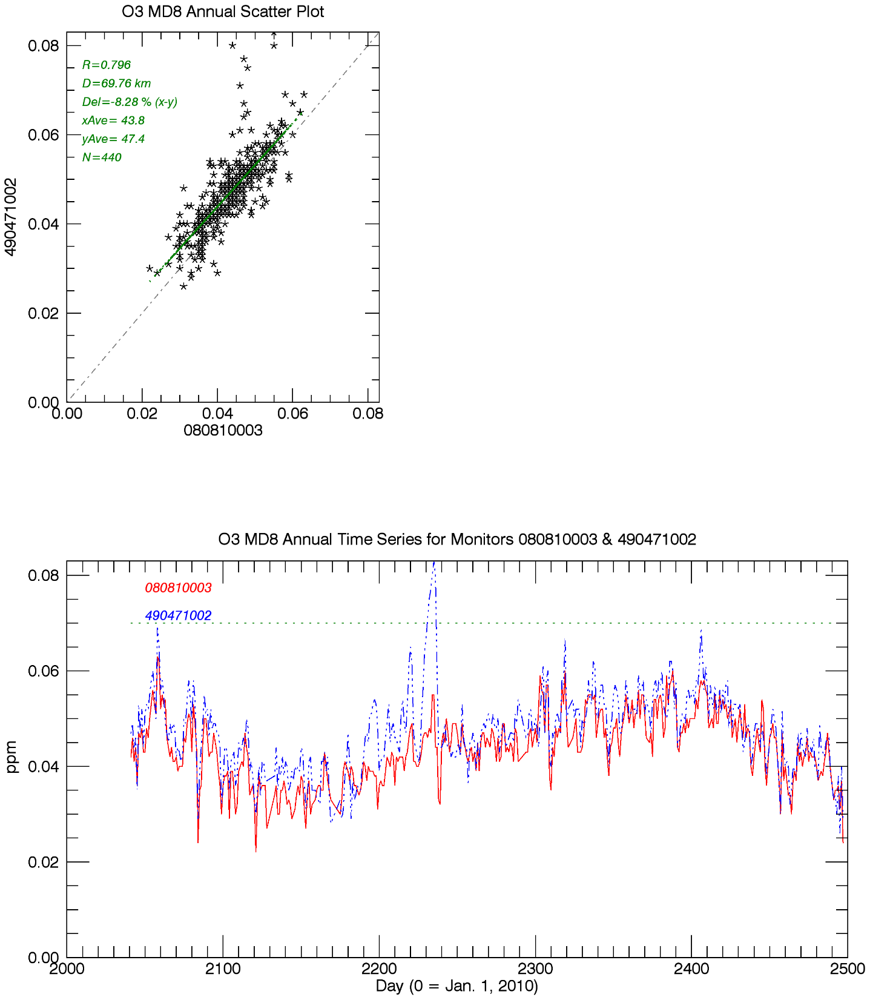 O3 MD8 Annual Scatter Plot
0.08
R=0.796
D=69.76 km
Del=-8.28 % (x-y)
xAve= 43.8
0.06
yAve= 47.4
N=440
490471002
0.04
0.02
0.00
0.00 0.02 0.04 0.06 0.08
080810003
O3 MD8 Annual Time Series for Monitors 080810003 & 490471002
0.08
080810003
490471002
0.06
ppm
0.04
0.02
0.00
2000 2100 2200 2300 2400 2500
Day (0 = Jan. 1, 2010)